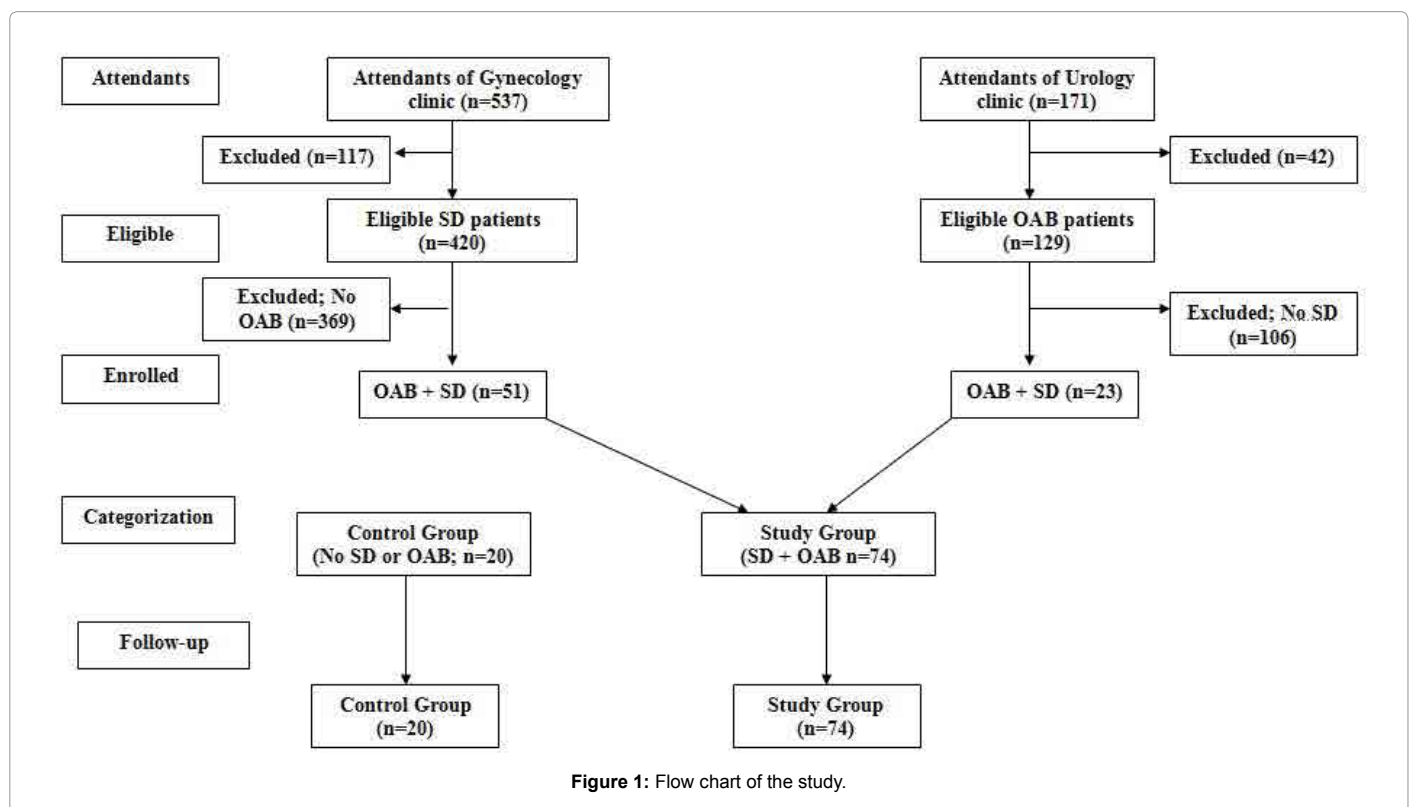 Attendants
Attendants of Gynecology
clinic (n=537)
Attendants of Urology
clinic (n=171)
Excluded (n=117)
Excluded (n=42)
Eligible
Eligible SD patients
(n=420)
Eligible OAB patients
(n=129)
Excluded; No
OAB (n=369)
Excluded; No SD
(n=106)
Enrolled
OAB + SD (n=51)
OAB + SD (n=23)
Categorization
Control Group
(No SD or OAB; n=20)
Study Group
(SD + OAB n=74)
Follow-up
Control Group
(n=20)
Study Group
(n=74)
Figure 1: Flow chart of the study.